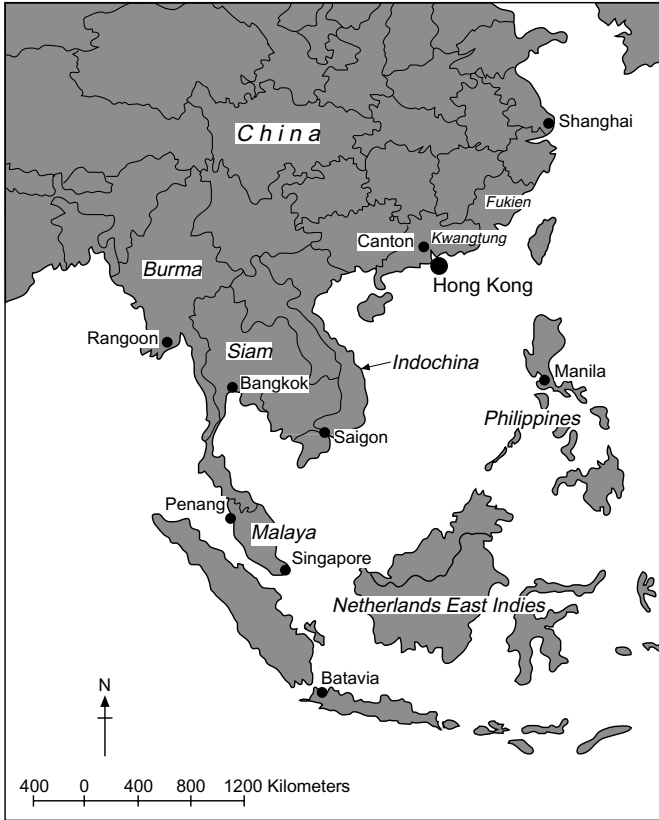 Shanghai
China
Fukien
Canton
Kwangtung
Burma
Hong Kong
Rangoon
Siam
Indochina
Bangkok
Manila
Philippines
Saigon
Penang
Malaya
Singapore
Netherlands East Indies
Batavia
N
400 0 400 800 1200 Kilometers